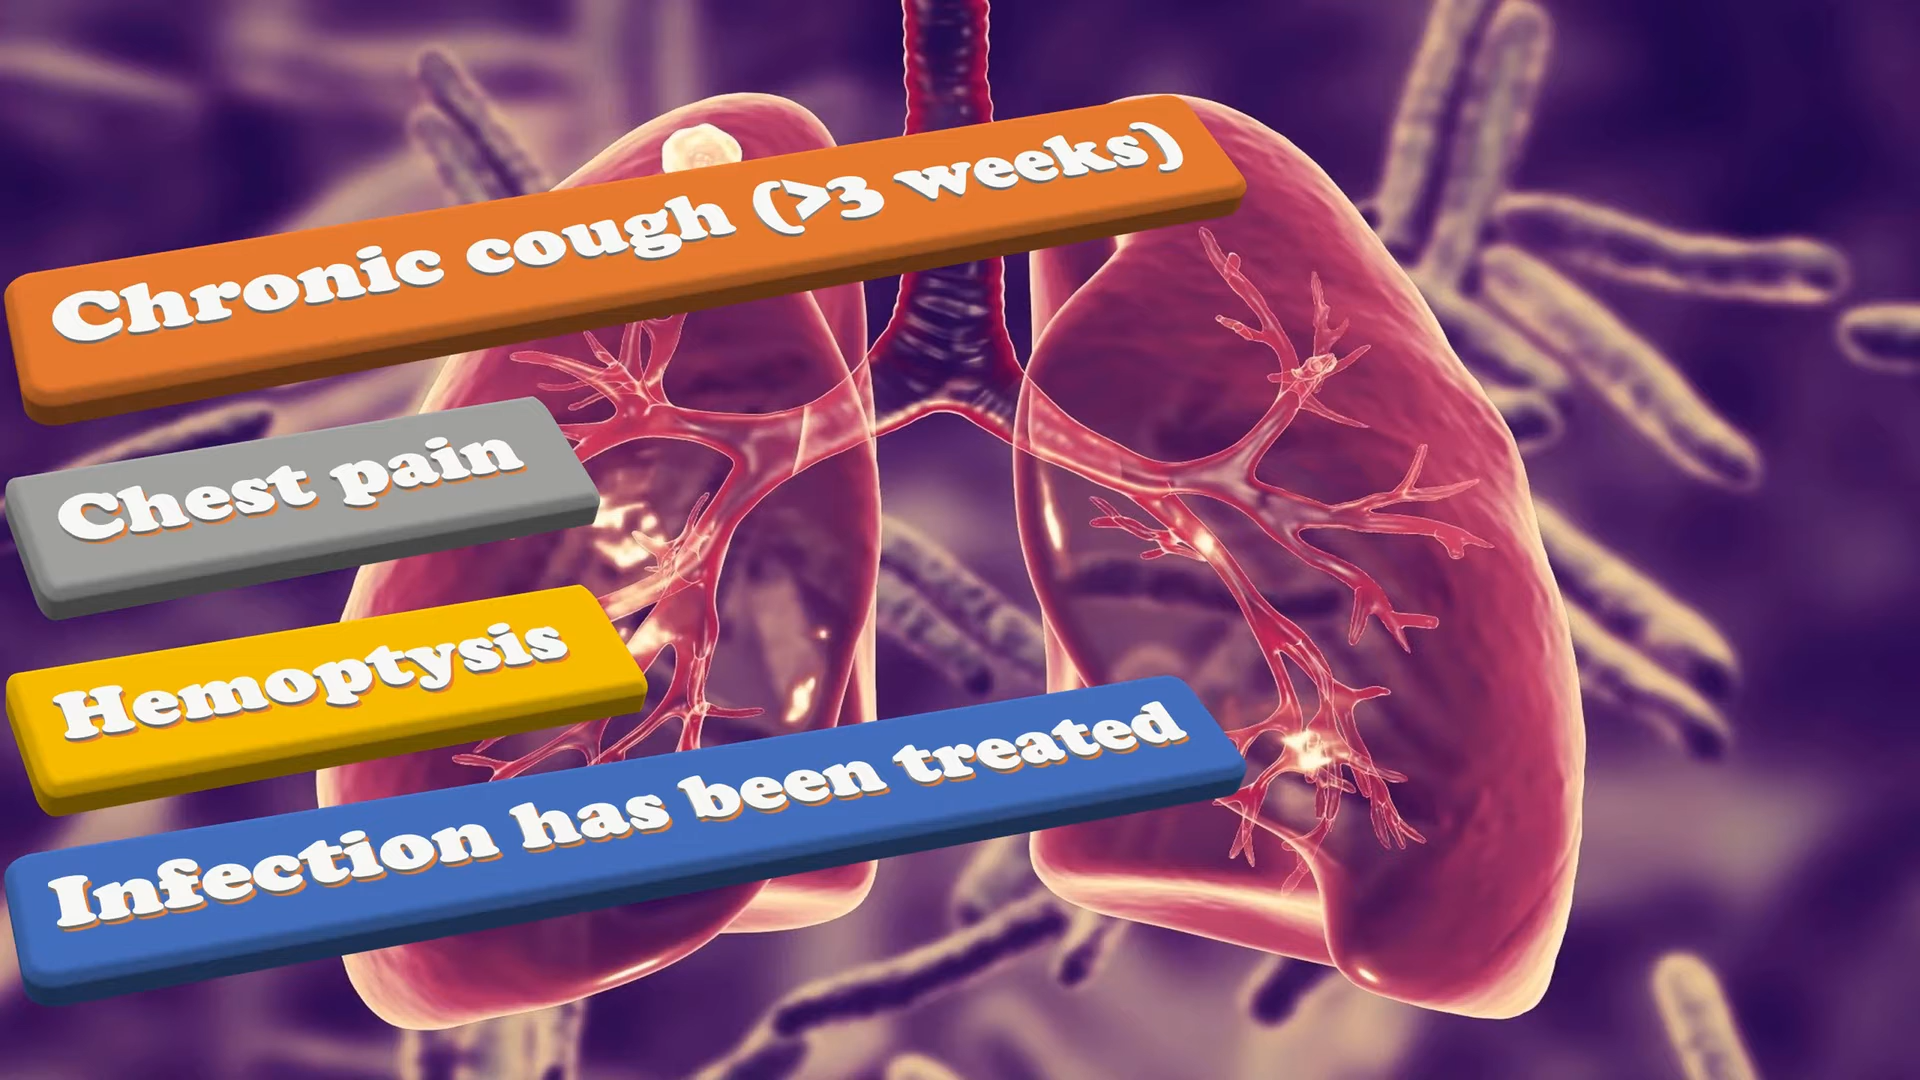 Chronic cough (>3 weeks)
Chest pain
Hemoptysis
Infection has been treated